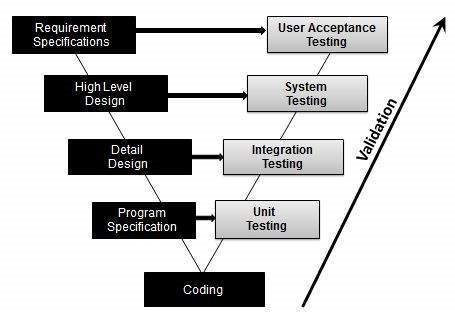 Requirement
Specifications
User Acceptance
Testing
High Level
Design
System
Testing
Detail
Design
Integration
Testing
Program
Specification
Unit
Testing
Coding
Validation